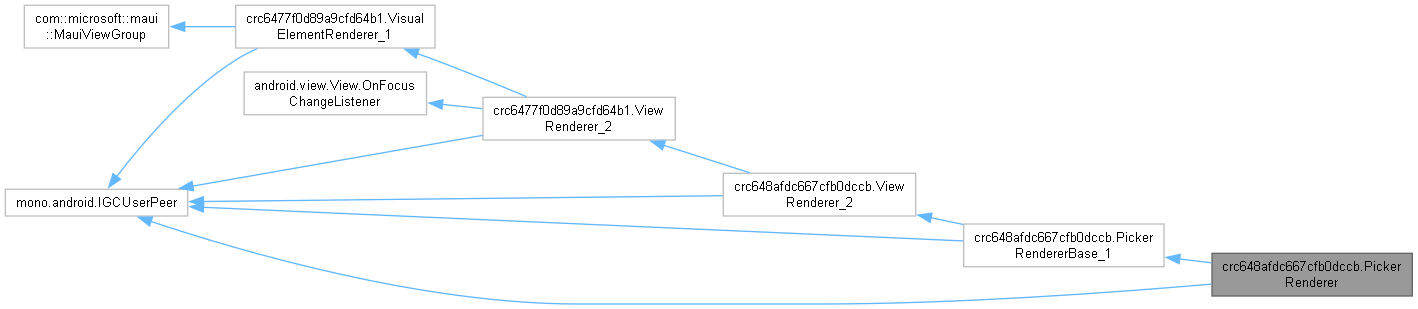 com::microsoft::maui
::MauiViewGroup
crc6477f0d89a9cfd64b1.Visual
ElementRenderer_1
android.view.View.OnFocus
ChangeListener
crc6477f0d89a9cfd64b1.View
Renderer_2
mono.android.IGCUserPeer
crc648afdc667cfb0dccb.View
Renderer_2
crc648afdc667cfb0dccb.Picker
RendererBase_1
crc648afdc667cfb0dccb.Picker
Renderer